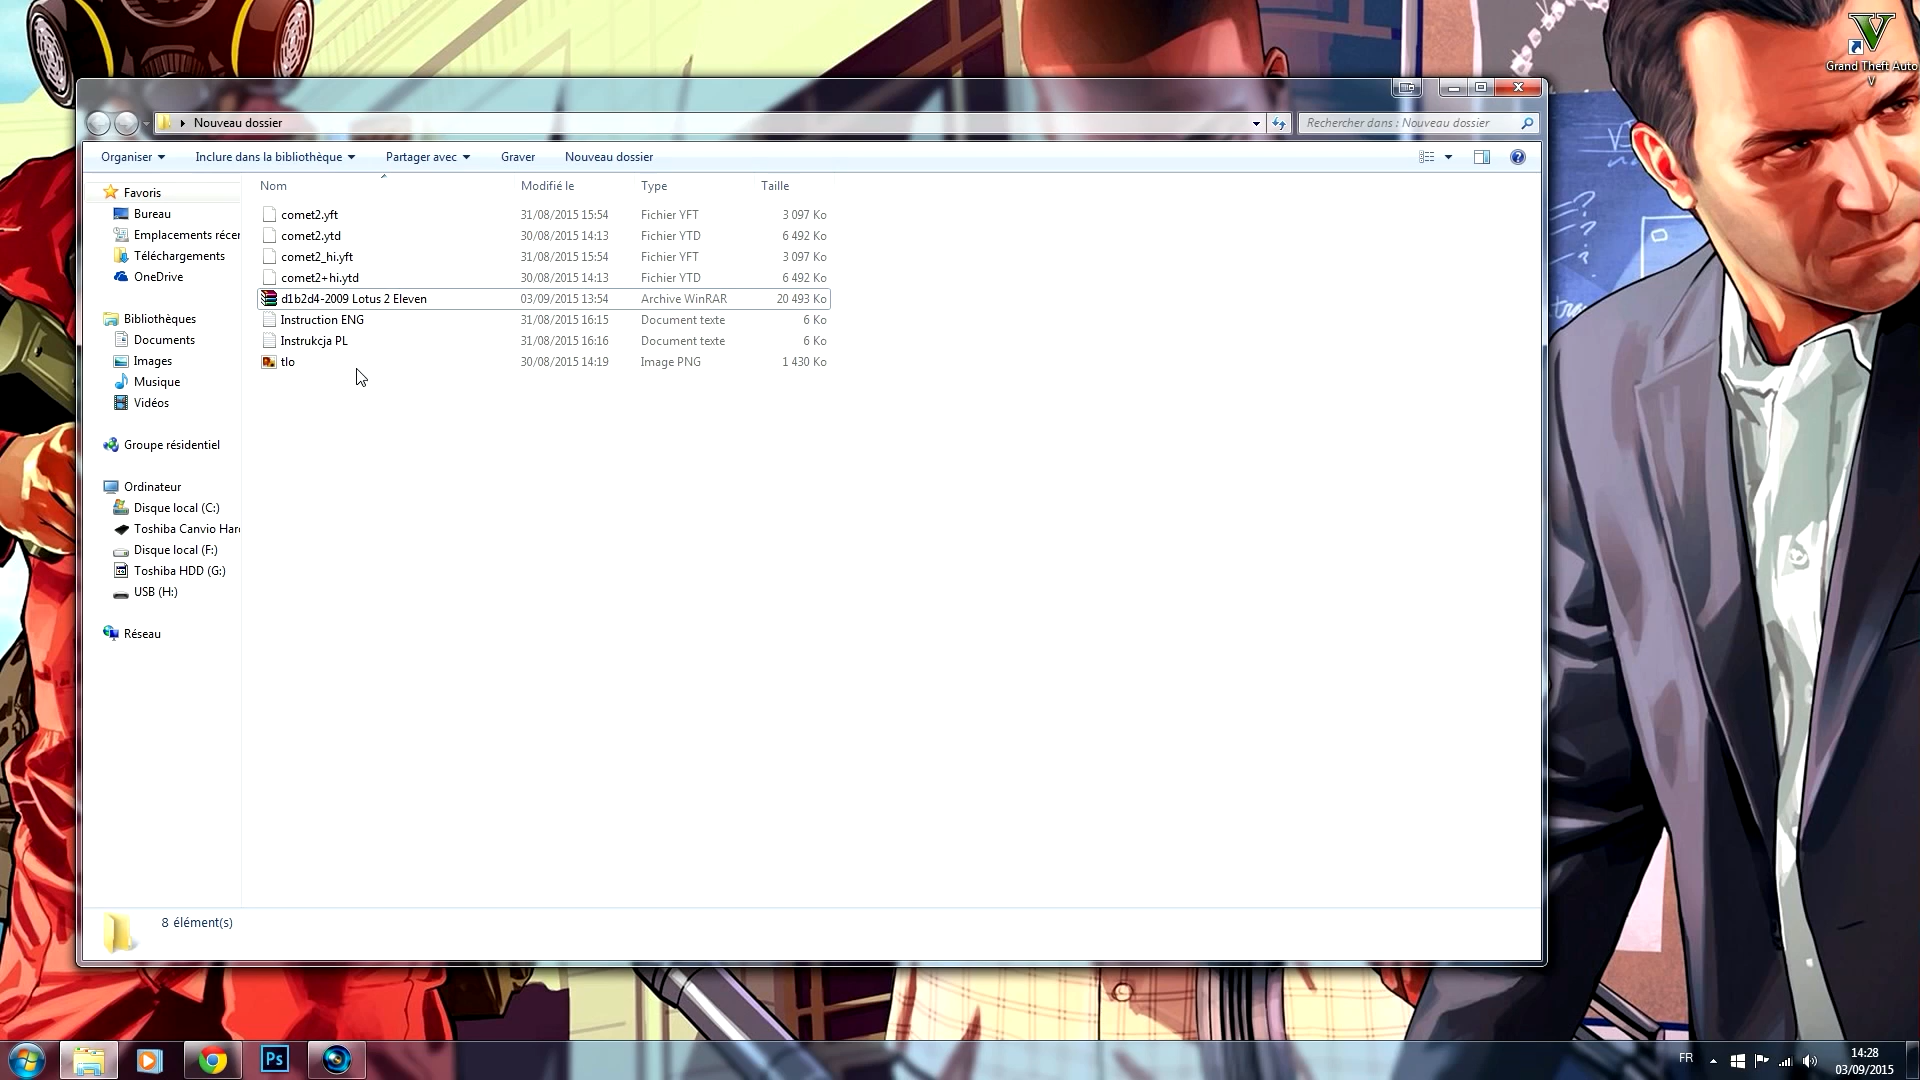 Grand Theft Auto
V
Nouveau dossier
Rechercher dans : Nouveau dossier
Organiser
Inclure dans la bibliothèque
Partager avec
Graver
Nouveau dossier
Nom Modifié le Type Taille
comet2.yft 31/08/2015 15:54 Fichier YFT 3 097 Ko
comet2.ytd 30/08/2015 14:13 Fichier YTD 6 492 Ko
comet2_hi.yft 31/08/2015 15:54 Fichier YFT 3 097 Ko
comet2+hi.ytd 30/08/2015 14:13 Fichier YTD 6 492 Ko
d1b2d4-2009 Lotus 2 Eleven 03/09/2015 13:54 Archive WinRAR 20 493 Ko
Instruction ENG 31/08/2015 16:15 Document texte 6 Ko
Instrukcja PL 31/08/2015 16:16 Document texte 6 Ko
tlo 30/08/2015 14:19 Image PNG 1 430 Ko
Favoris
Bureau
Emplacements récer
Téléchargements
OneDrive
Bibliothèques
Documents
Images
Musique
Vidéos
Groupe résidentiel
Ordinateur
Disque local (C:)
Toshiba Canvio Hard
Disque local (F:)
Toshiba HDD (G:)
USB (H:)
Réseau
8 élément(s)
Ps
FR
14:28
03/09/2015